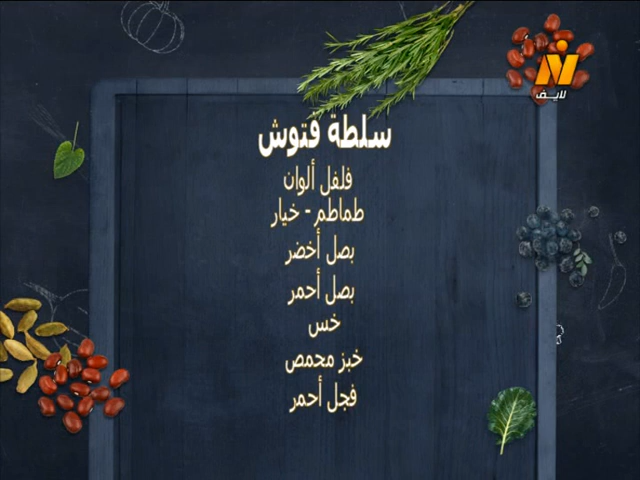 لايف
سلطة فتوش
فلفل ألوان
طماطم - خيار
بصل أخضر
بصل أحمر
خس
خبز محمص
فجل أحمر